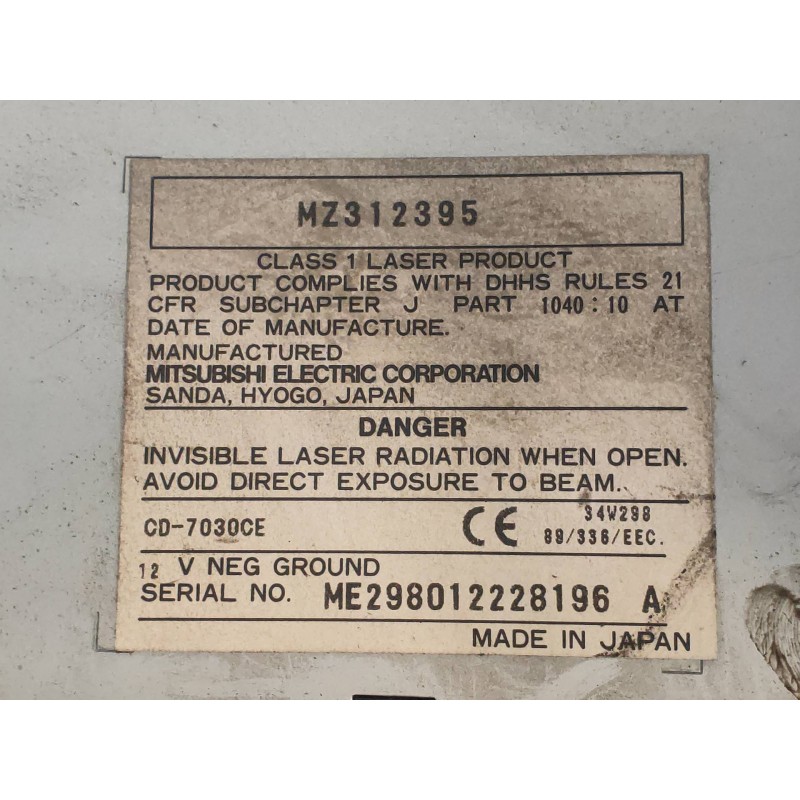 MZ312395
CLASS 1 LASER PRODUCT
PRODUCT COMPLIES WITH DHHS RULES 21
CFR SUBCHAPTER J PART 1040:10 AT
DATE OF MANUFACTURE.
MANUFACTURED
MITSUBISHI ELECTRIC CORPORATION
SANDA, HYOGO, JAPAN
DANGER
INVISIBLE LASER RADIATION WHEN OPEN.
AVOID DIRECT EXPOSURE TO BEAM.
CD-7030CE CE 34W298
89/336/EEC.
12 V NEG GROUND
SERIAL NO. ME298012228196 A
MADE IN JAPAN